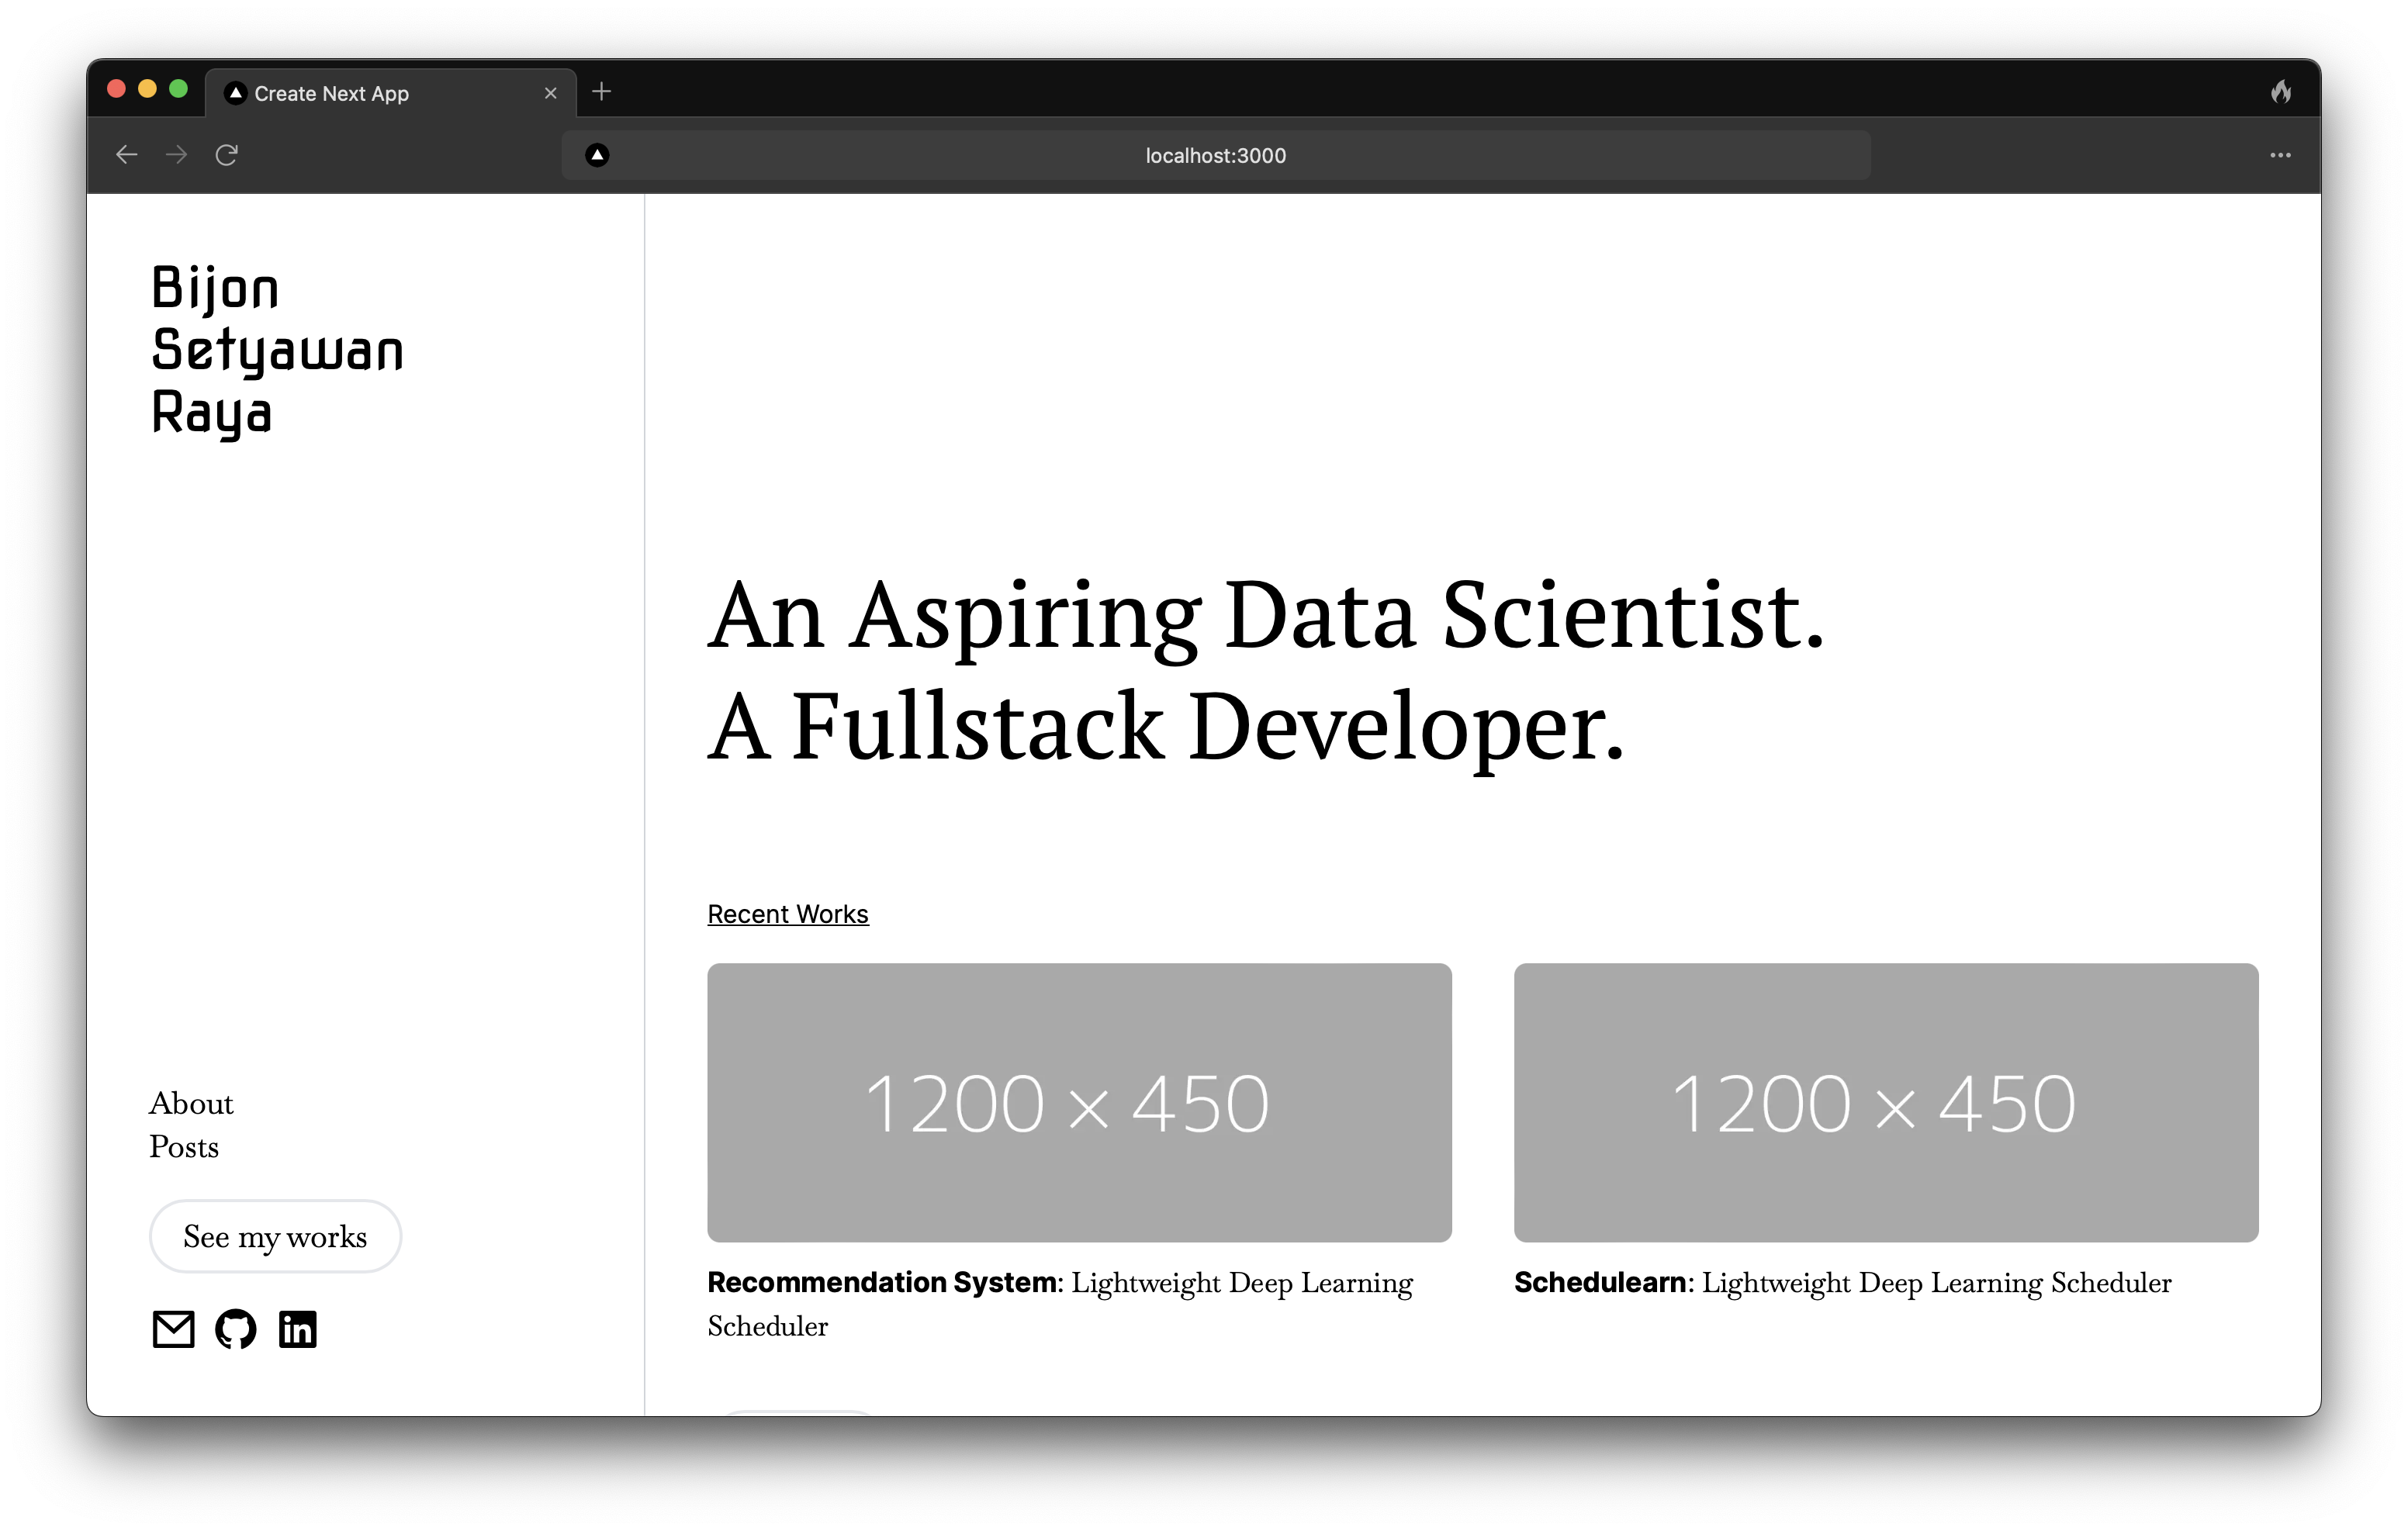 Create Next App
localhost:3000
Bijon
Setyawan
Raya
An Aspiring Data Scientist.
A Fullstack Developer.
Recent Works
1200 × 450
1200 × 450
Recommendation System: Lightweight Deep Learning
Scheduler
Schedulearn: Lightweight Deep Learning Scheduler
About
Posts
See my works
in